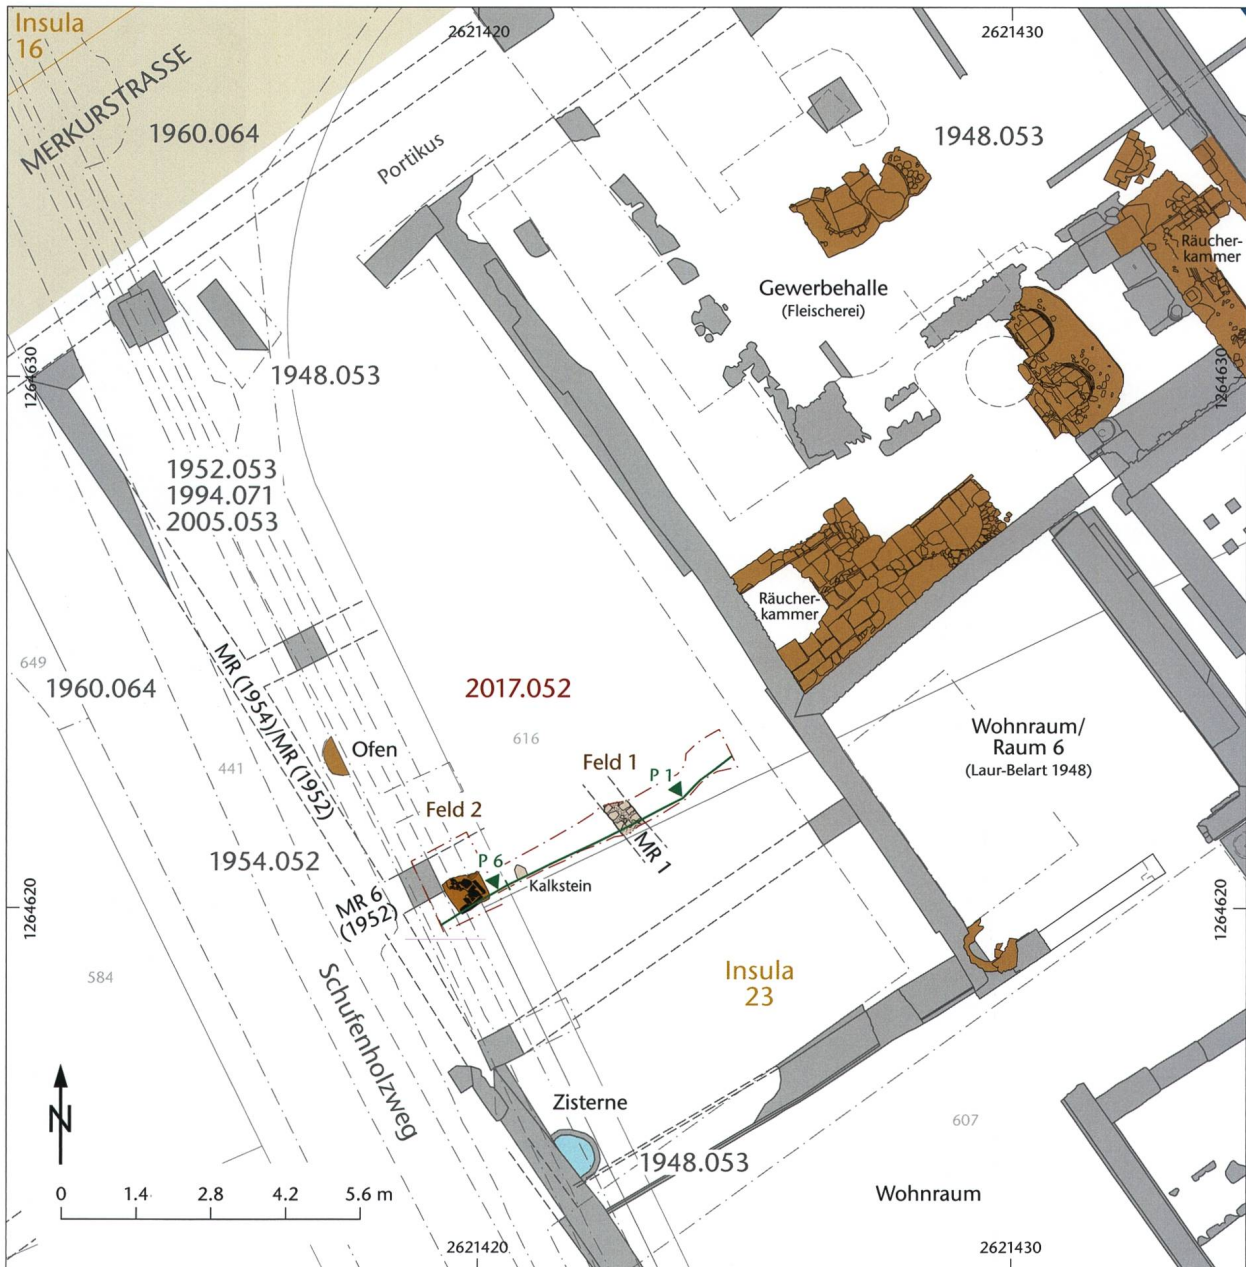 Insula
16
2621420
2621430
MERKURSTRASSE
1960.064
Portikus
1948.053
Räucher-
kammer
Gewerbehalle
(Fleischerei)
1264630
1264630
1948.053
1952.053
1994.071
2005.053
Räucher-
kammer
649
1960.064
MR (1954)/MR (1952)
2017.052
616
Wohnraum/
Raum 6
(Laur-Belart 1948)
Ofen
441
Feld 1
P 1
Feld 2
MR 1
1954.052
P 6
Kalkstein
MR 6
(1952)
1264620
1264620
584
Schufenholzweg
Insula
23
N
Zisterne
607
1948.053
0 1.4 2.8 4.2 5.6 m
Wohnraum
2621420
2621430